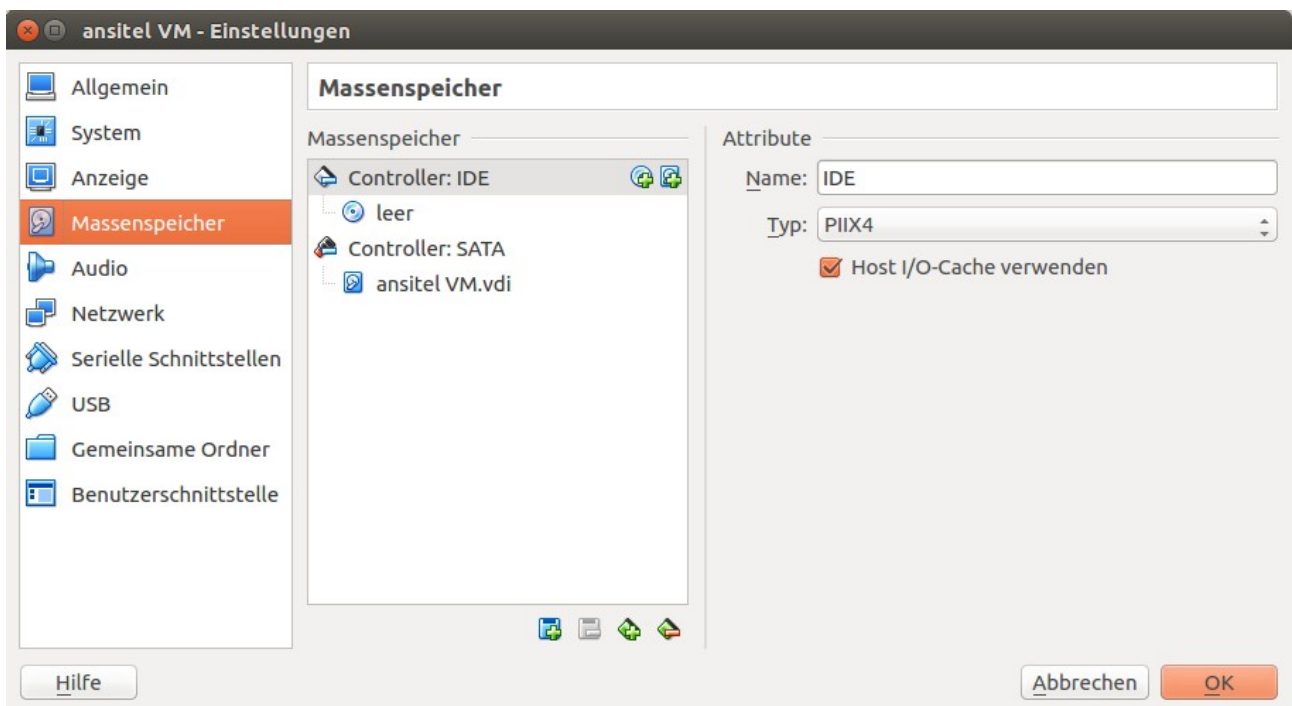 ansitel VM - Einstellungen
Allgemein
System
Anzeige
Massenspeicher
Audio
Netzwerk
Serielle Schnittstellen
USB
Gemeinsame Ordner
Benutzerschnittstelle
Massenspeicher
Massenspeicher
Controller: IDE
leer
Controller: SATA
ansitel VM.vdi
Attribute
Name: IDE
Typ: PIIX4
Host I/O-Cache verwenden
Hilfe
Abbrechen
OK